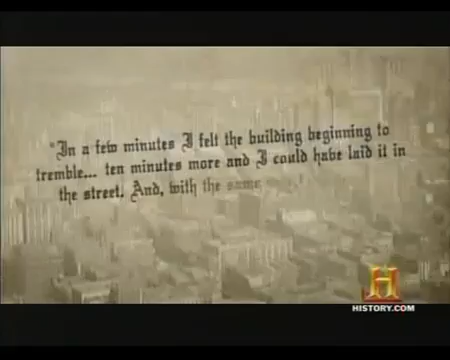 "In a few minutes I felt the building beginning to
tremble... ten minutes more and I could have laid it in
the street. And, with the same
H
HISTORY.COM